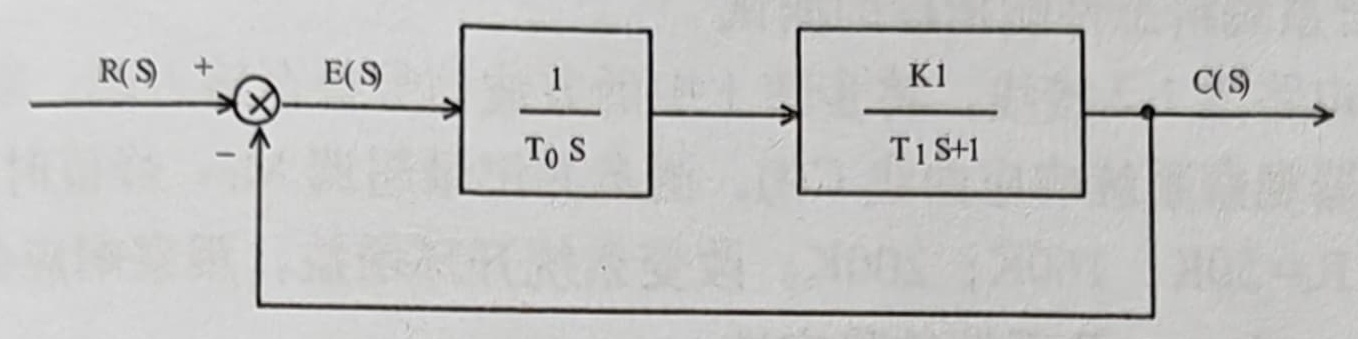 R(S) + E(S) 1 K1 C(S)
− T₀ S T₁ S+1